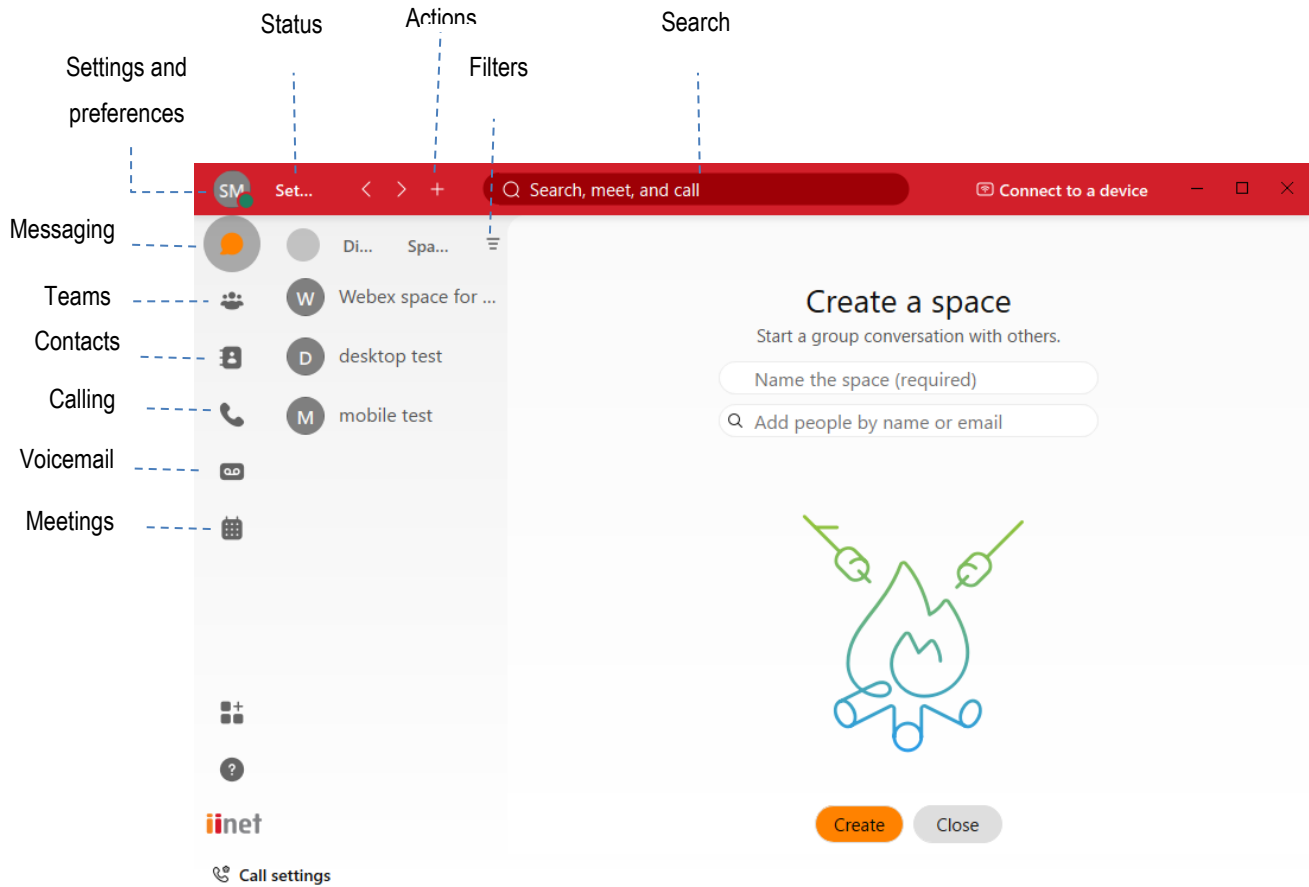 Status
Actions
Search
Settings and
preferences
Filters
SM
Set...
Search, meet, and call
Connect to a device
Messaging
Di...
Spa...
Teams
W
Webex space for ...
Contacts
D
desktop test
Calling
M
mobile test
Voicemail
Meetings
Create a space
Start a group conversation with others.
Name the space (required)
Add people by name or email
?
iinet
Create
Close
Call settings